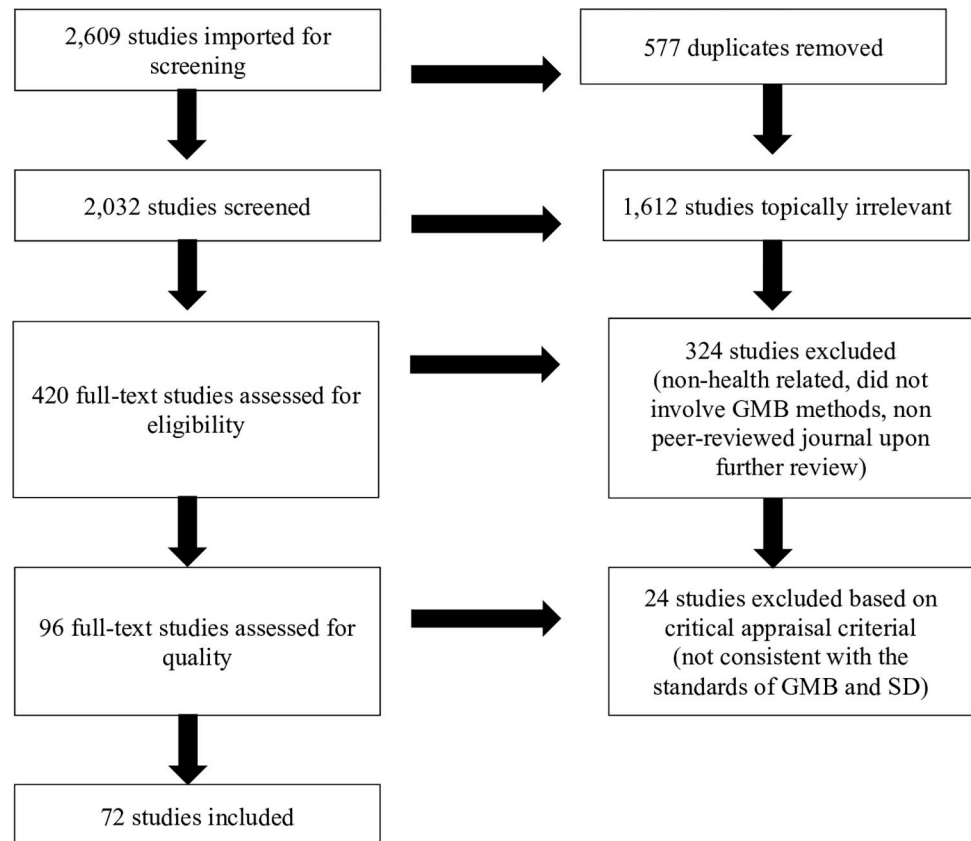 2,609 studies imported for
screening
577 duplicates removed
2,032 studies screened
1,612 studies topically irrelevant
420 full-text studies assessed for
eligibility
324 studies excluded
(non-health related, did not
involve GMB methods, non
peer-reviewed journal upon
further review)
96 full-text studies assessed for
quality
24 studies excluded based on
critical appraisal criterial
(not consistent with the
standards of GMB and SD)
72 studies included